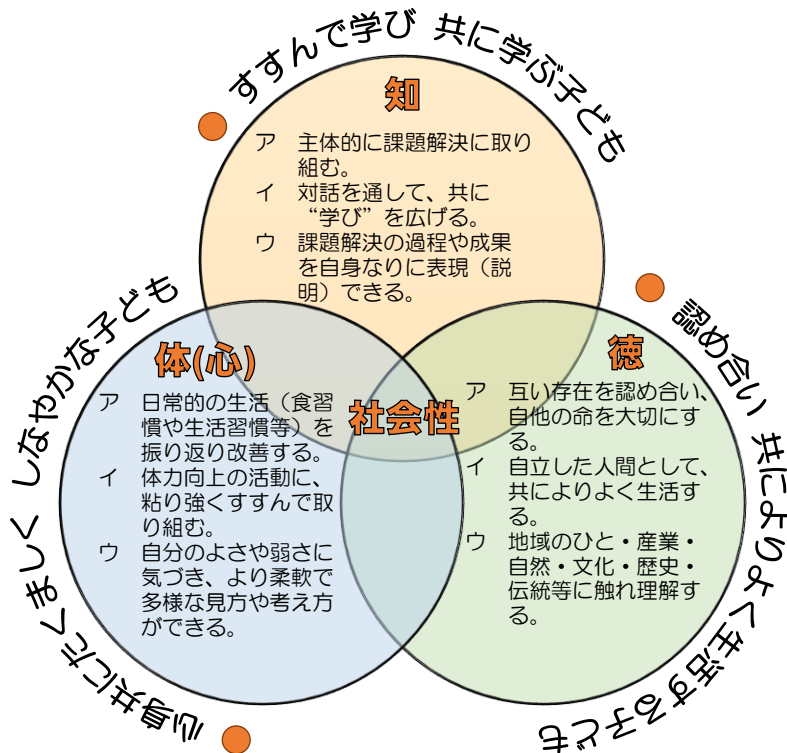 すすんで学び 共に学ぶ子ども
知
ア 主体的に課題解決に取り
組む。
イ 対話を通して、共に
“学び”を広げる。
ウ 課題解決の過程や成果
を自身なりに表現（説
明）できる。
心身共にたくましく しなやかな子ども
体(心)
ア 日常的の生活（食習
慣や生活習慣等）を
振り返り改善する。
イ 体力向上の活動に、
粘り強くすすんで取
り組む。
ウ 自分のよさや弱さに
気づき、より柔軟で
多様な見方や考え方
ができる。
社会性
認め合い 共によりよく生活する子ども
徳
ア 互い存在を認め合い、
自他の命を大切にす
る。
イ 自立した人間として、
共によりよく生活す
る。
ウ 地域のひと・産業・
自然・文化・歴史・
伝統等に触れ理解す
る。